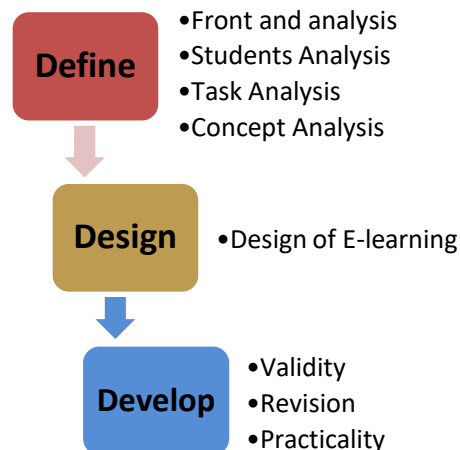 Define
•Front and analysis
•Students Analysis
•Task Analysis
•Concept Analysis
Design
•Design of E-learning
Develop
•Validity
•Revision
•Practicality